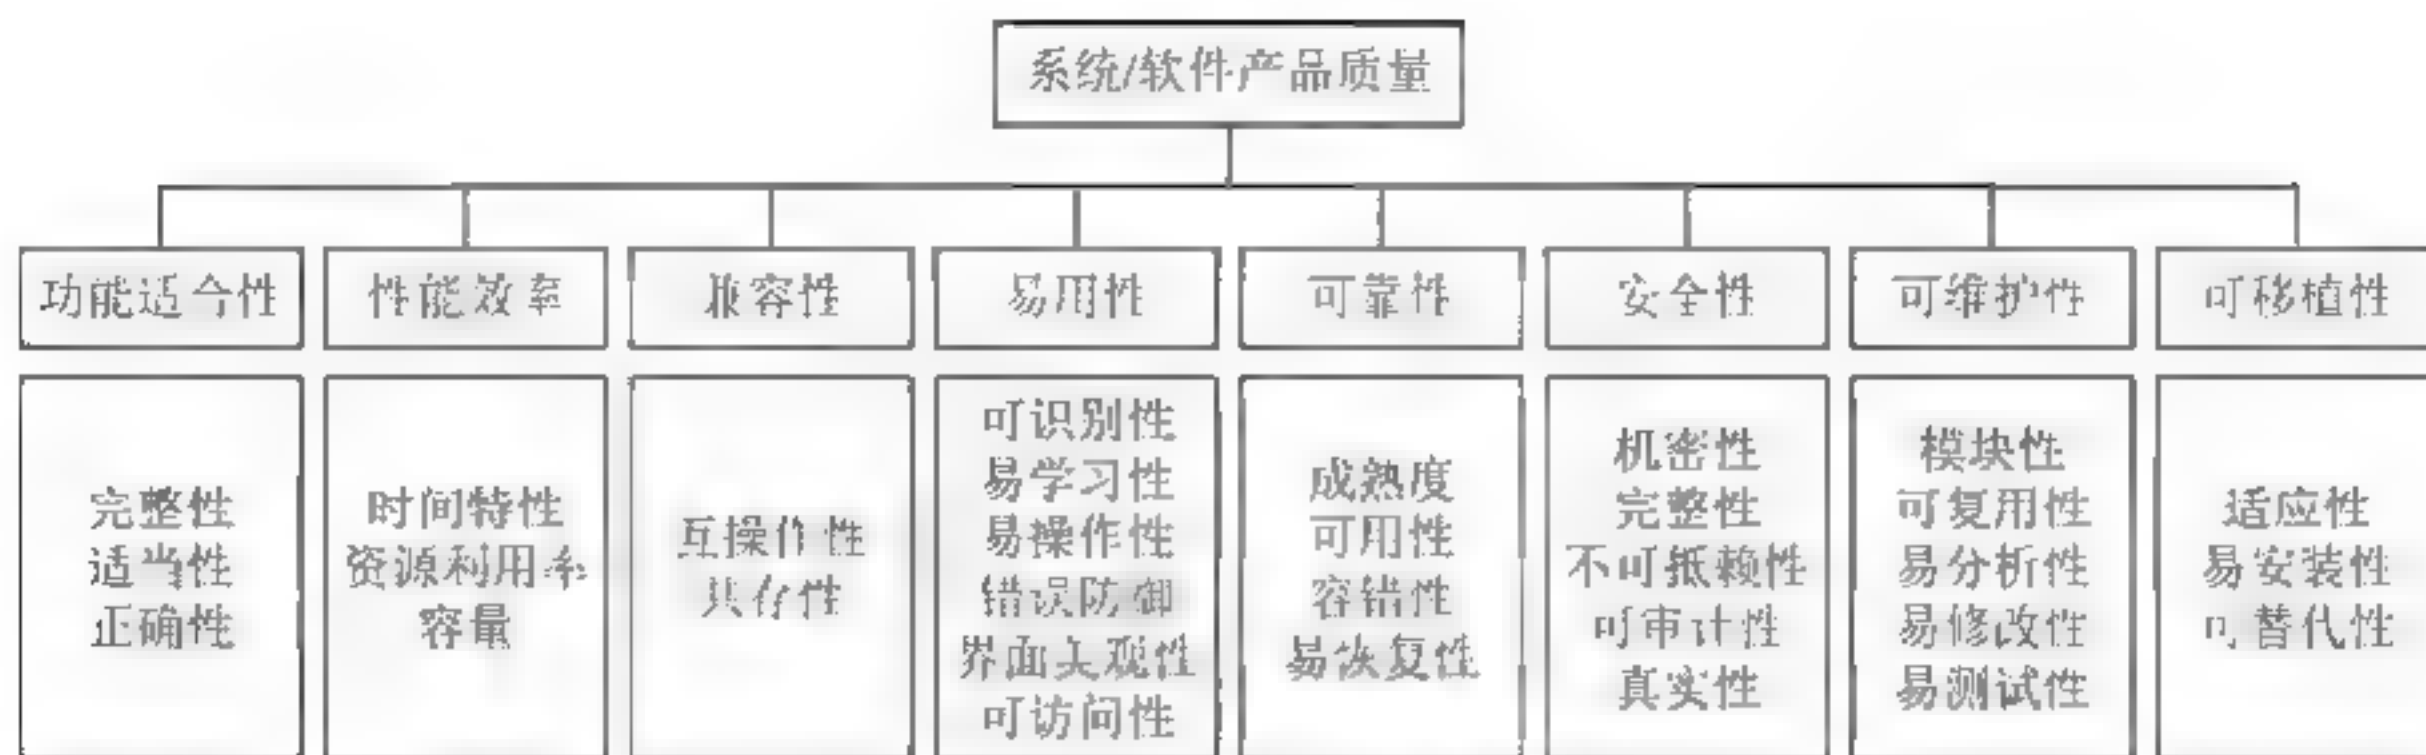 系统/软件产品质量
功能适合性
性能效率
兼容性
易用性
可靠性
安全性
可维护性
可移植性
完整性
适当性
正确性
时间特性
资源利用率
容量
互操作性
共存性
可识别性
易学习性
易操作性
错误防御
界面美观性
可访问性
成熟度
可用性
容错性
易恢复性
机密性
完整性
不可抵赖性
可审计性
真实性
模块性
可复用性
易分析性
易修改性
易测试性
适应性
易安装性
可替代性